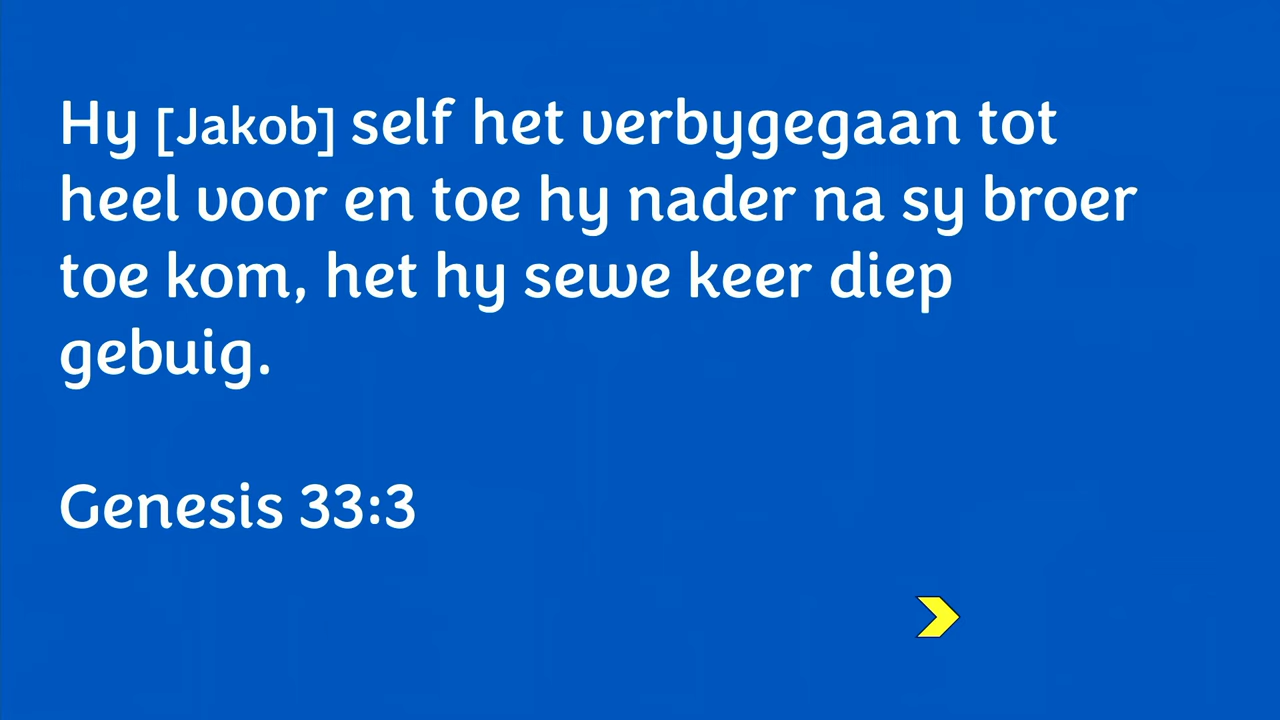 Hy [Jakob] self het verbygegaan tot
heel voor en toe hy nader na sy broer
toe kom, het hy sewe keer diep
gebuig.
Genesis 33:3